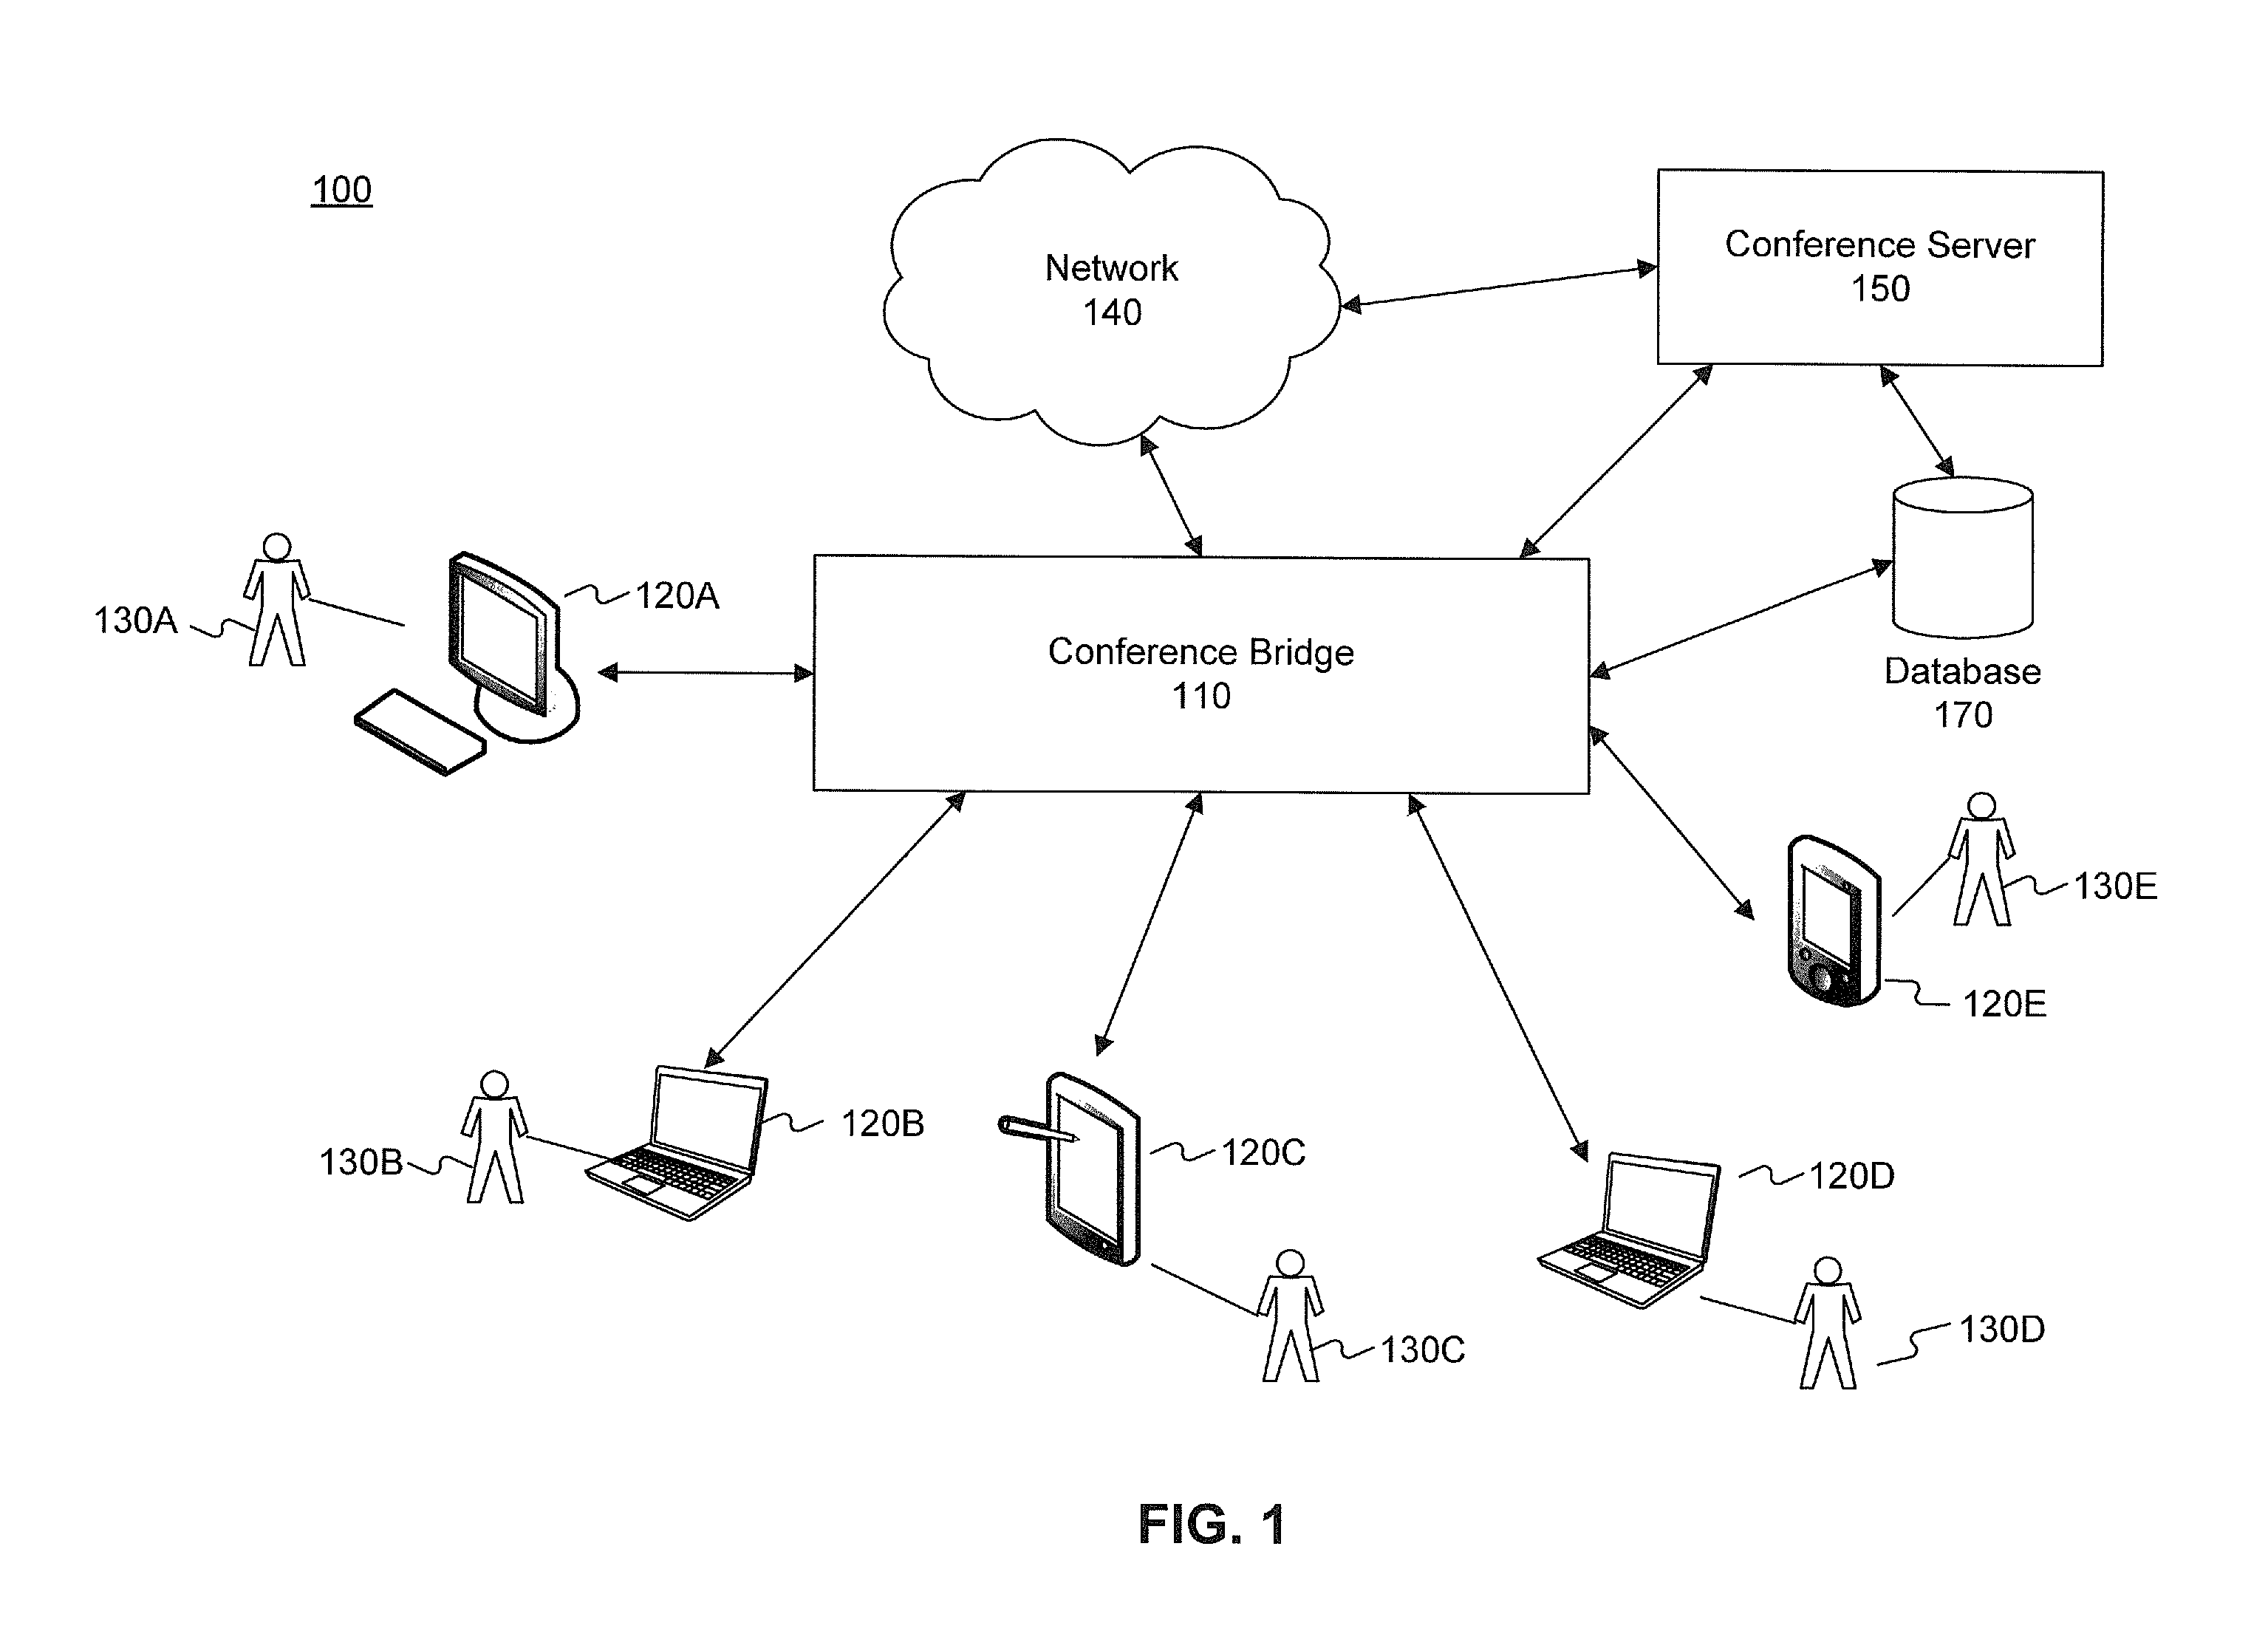 100
Network
140
Conference Server
150
130A
120A
Conference Bridge
110
Database
170
130E
120E
130B
120B
120C
120D
130C
130D
FIG. 1